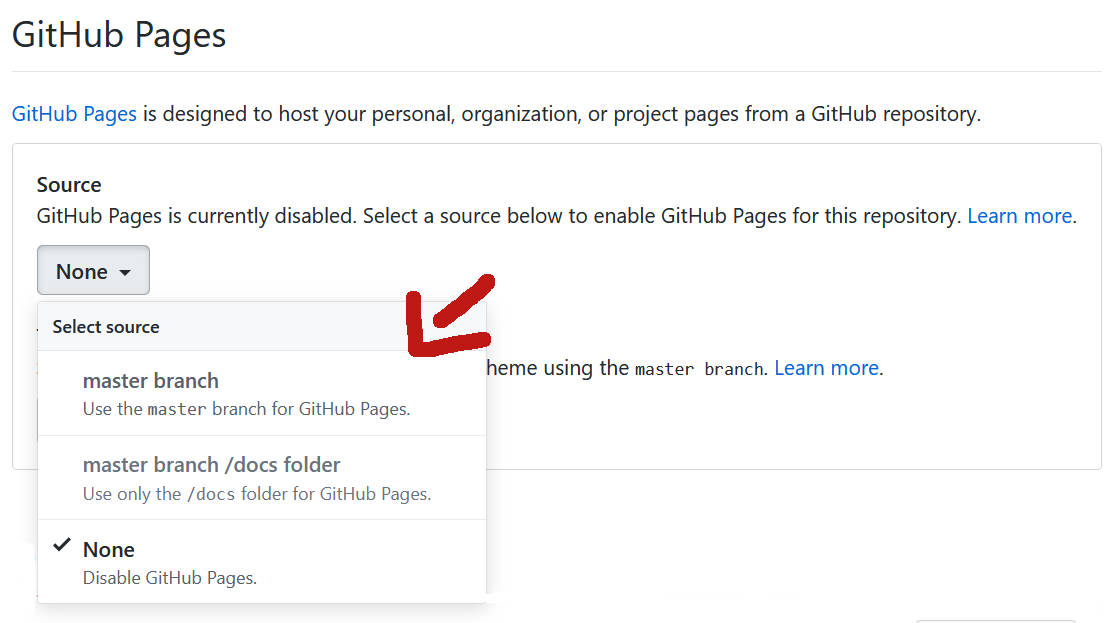 GitHub Pages
GitHub Pages is designed to host your personal, organization, or project pages from a GitHub repository.
Source
GitHub Pages is currently disabled. Select a source below to enable GitHub Pages for this repository. Learn more.
None
Select source
heme using the master branch. Learn more.
master branch
Use the master branch for GitHub Pages.
master branch /docs folder
Use only the /docs folder for GitHub Pages.
None
Disable GitHub Pages.